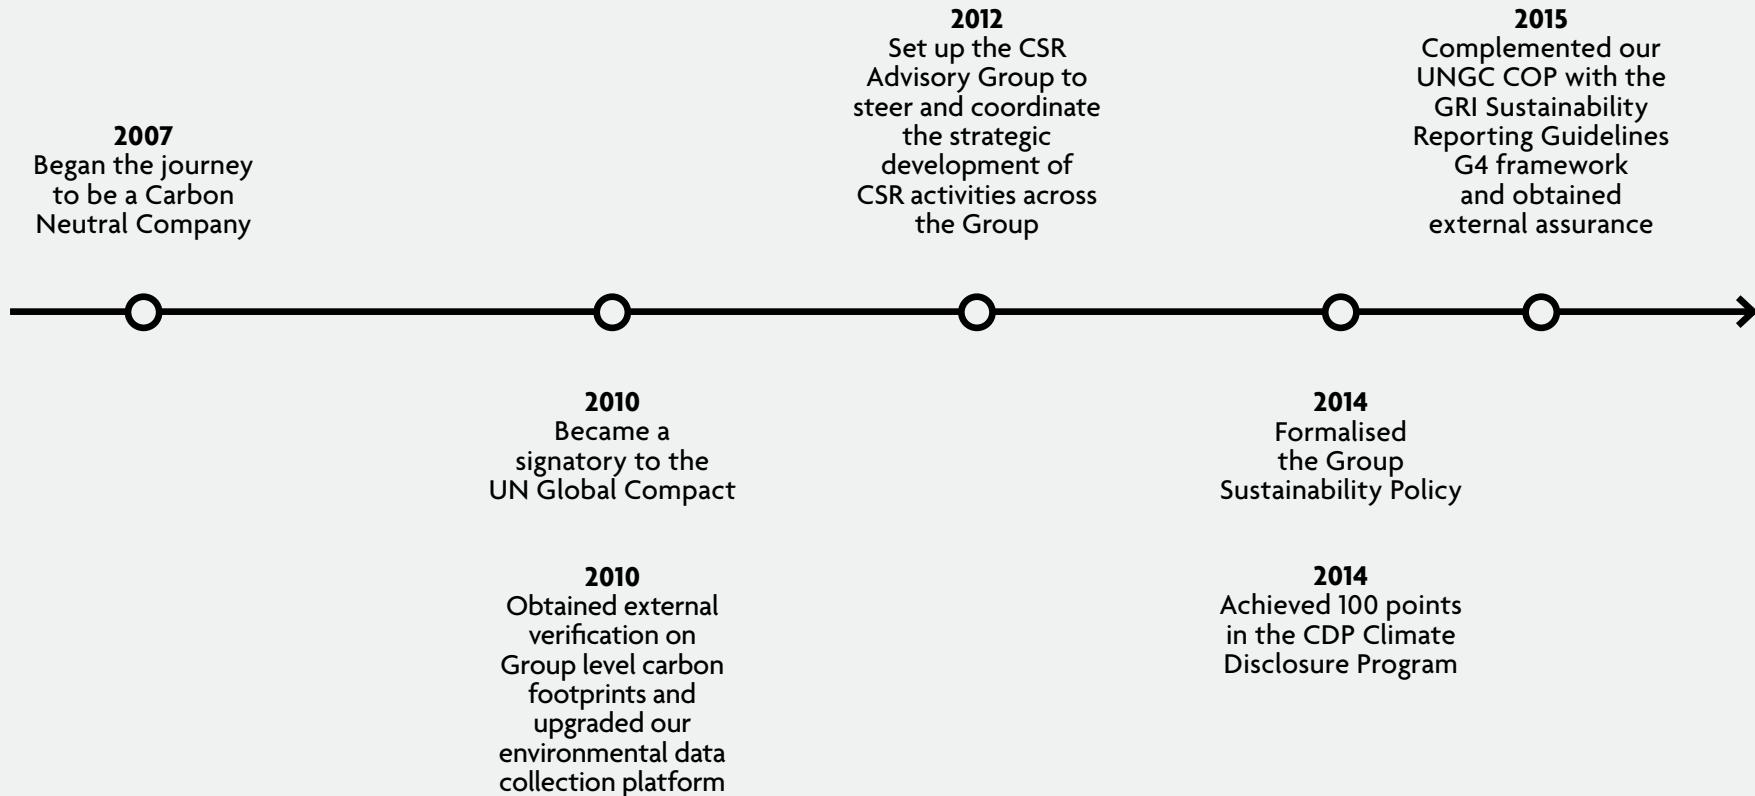 2007
Began the journey
to be a Carbon
Neutral Company
2010
Became a
signatory to the
UN Global Compact
2010
Obtained external
verification on
Group level carbon
footprints and
upgraded our
environmental data
collection platform
2012
Set up the CSR
Advisory Group to
steer and coordinate
the strategic
development of
CSR activities across
the Group
2014
Formalised
the Group
Sustainability Policy
2014
Achieved 100 points
in the CDP Climate
Disclosure Program
2015
Complemented our
UNGC COP with the
GRI Sustainability
Reporting Guidelines
G4 framework
and obtained
external assurance